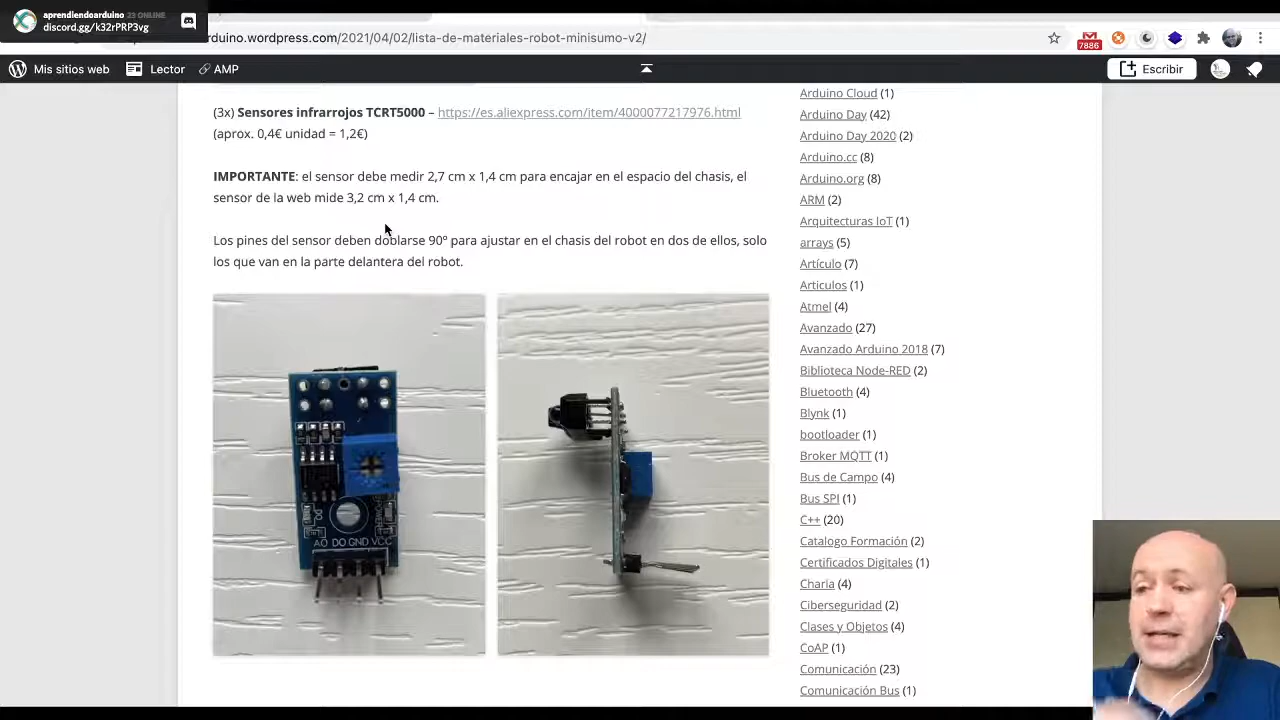 aprendiendoarduino 23 ONLINE
discord.gg/k32rPRP3vg
rduino.wordpress.com/2021/04/02/lista-de-materiales-robot-minisumo-v2/
7886
Mis sitios web
Lector
AMP
Escribir
(3x) Sensores infrarrojos TCRT5000 – https://es.aliexpress.com/item/4000077217976.html
(aprox. 0,4€ unidad = 1,2€)
IMPORTANTE: el sensor debe medir 2,7 cm x 1,4 cm para encajar en el espacio del chasis, el
sensor de la web mide 3,2 cm x 1,4 cm.
Los pines del sensor deben doblarse 90º para ajustar en el chasis del robot en dos de ellos, solo
los que van en la parte delantera del robot.
AO DO GND VCC
Arduino Cloud (1)
Arduino Day (42)
Arduino Day 2020 (2)
Arduino.cc (8)
Arduino.org (8)
ARM (2)
Arquitecturas IoT (1)
arrays (5)
Artículo (7)
Articulos (1)
Atmel (4)
Avanzado (27)
Avanzado Arduino 2018 (7)
Biblioteca Node-RED (2)
Bluetooth (4)
Blynk (1)
bootloader (1)
Broker MQTT (1)
Bus de Campo (4)
Bus SPI (1)
C++ (20)
Catalogo Formación (2)
Certificados Digitales (1)
Charla (4)
Ciberseguridad (2)
Clases y Objetos (4)
CoAP (1)
Comunicación (23)
Comunicación Bus (1)